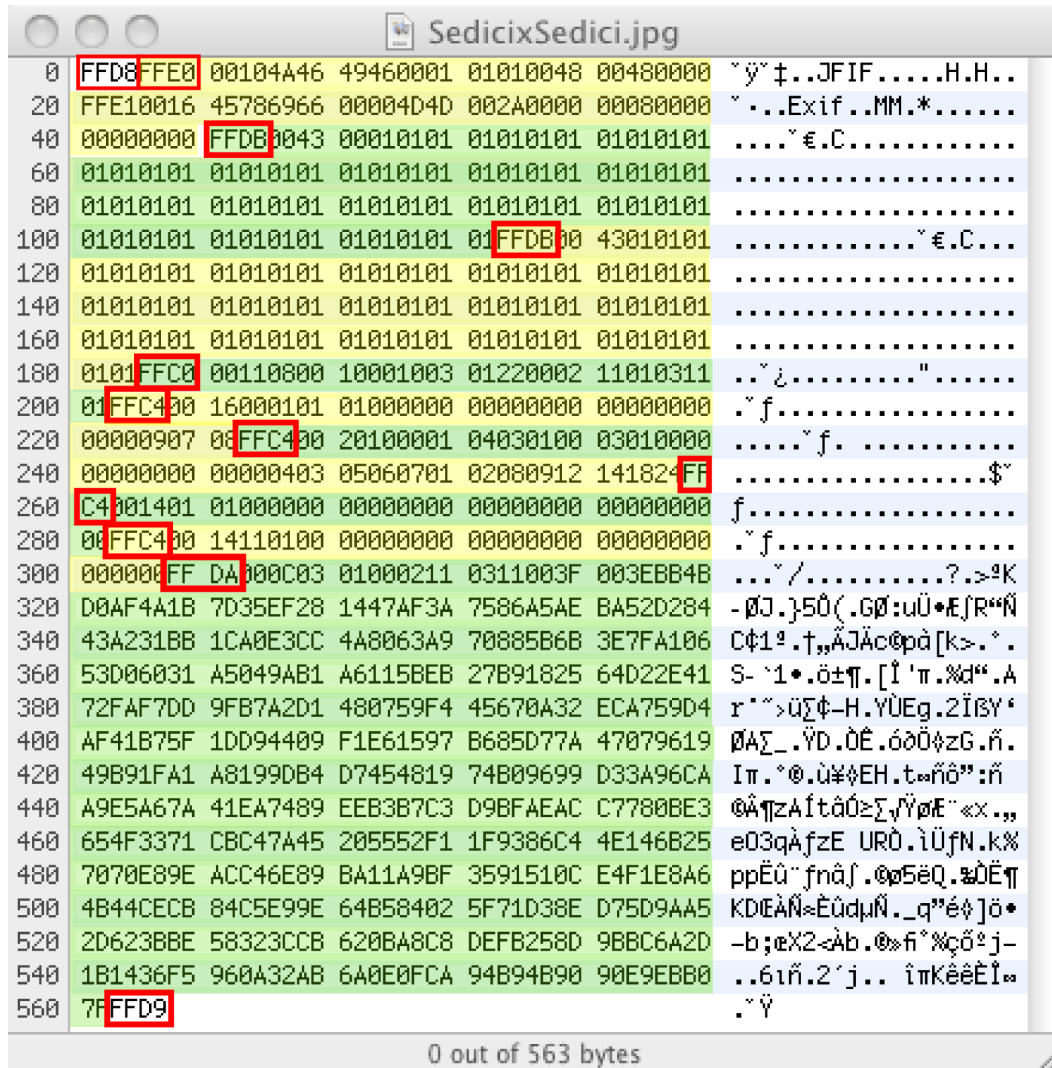 SedicixSedici.jpg
0 FFD8FFE0 00104A46 49460001 01010048 00480000 ˇÿˇ‡..JFIF.....H.H..
20 FFE10016 45786966 00004D4D 002A0000 00080000 ˇ·..Exif..MM.*......
40 00000000 FFDB0043 00010101 01010101 01010101 ....ˇ€.C............
60 01010101 01010101 01010101 01010101 01010101 ....................
80 01010101 01010101 01010101 01010101 01010101 ....................
100 01010101 01010101 01010101 01FFDB00 43010101 .............ˇ€.C...
120 01010101 01010101 01010101 01010101 01010101 ....................
140 01010101 01010101 01010101 01010101 01010101 ....................
160 01010101 01010101 01010101 01010101 01010101 ....................
180 0101FFC0 00110800 10001003 01220002 11010311 ..ˇ¿........."......
200 01FFC400 16000101 01000000 00000000 00000000 .ˇƒ.................
220 00000907 08FFC400 20100001 04030100 03010000 .....ˇƒ. ...........
240 00000000 00000403 05060701 02080912 141824FF ..................$ˇ
260 C4001401 01000000 00000000 00000000 00000000 ƒ...................
280 00FFC400 14110100 00000000 00000000 00000000 .ˇƒ.................
300 000000FF DA000C03 01000211 0311003F 003EBB4B ...ˇ/..........?.>ªK
320 D0AF4A1B 7D35EF28 1447AF3A 7586A5AE BA52D284
340 43A231BB 1CA0E3CC 4A8063A9 70885B6B 3E7FA106
360 53D06031 A5049AB1 A6115BEB 27B91825 64D22E41
380 72FAF7DD 9FB7A2D1 480759F4 45670A32 ECA759D4
400 AF41B75F 1DD94409 F1E61597 B685D77A 47079619
420 49B91FA1 A8199DB4 D7454819 74B09699 D33A96CA
440 A9E5A67A 41EA7489 EEB3B7C3 D9BFAEAC C7780BE3
460 654F3371 CBC47A45 205552F1 1F9386C4 4E146B25
480 7070E89E ACC46E89 BA11A9BF 3591510C E4F1E8A6
500 4B44CECB 84C5E99E 64B58402 5F71D38E D75D9AA5
520 2D623BBE 58323CCB 620BA8C8 DEFB258D 9BBC6A2D
540 1B1436F5 960A32AB 6A0E0FCA 94B94B90 90E9EBB0
560 7FFFD9 .ˇŸ
0 out of 563 bytes